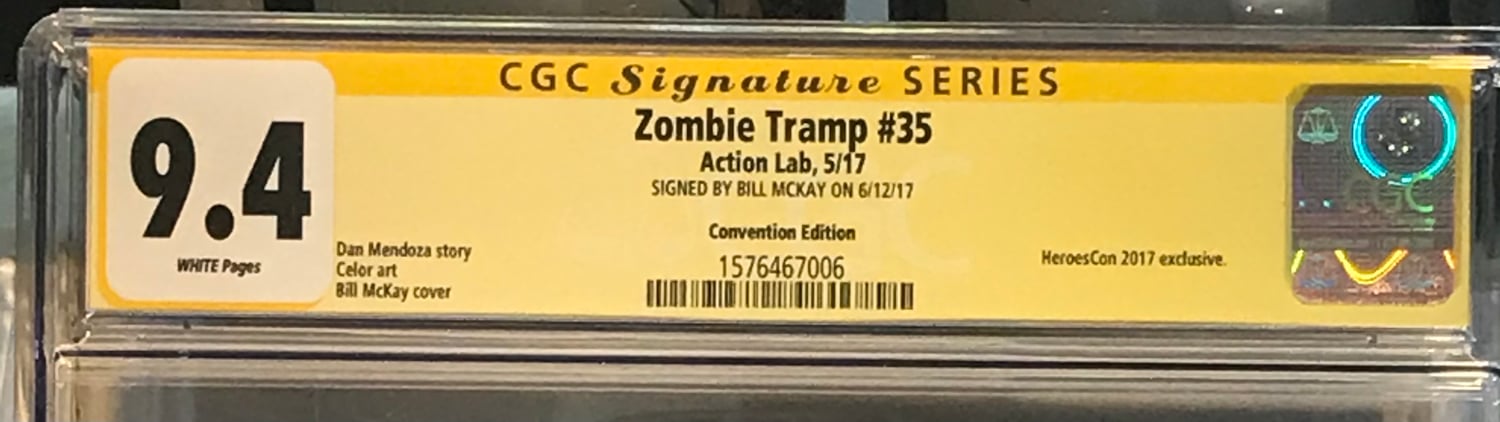 CGC Signature SERIES
9.4
WHITE Pages
Zombie Tramp #35
Action Lab, 5/17
SIGNED BY BILL MCKAY ON 6/12/17
Convention Edition
Dan Mendoza story
Celor art
Bill McKay cover
1576467006
HeroesCon 2017 exclusive.
CGC